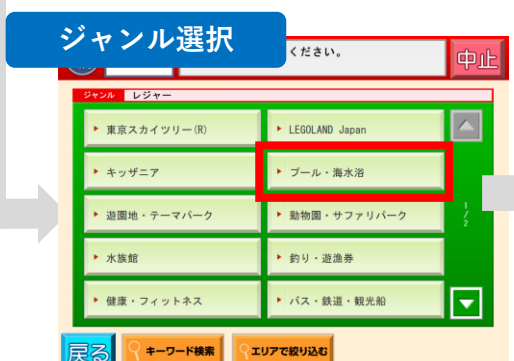 ジャンル選択
ください。
中止
ジャンル レジャー
東京スカイツリー(R)
LEGOLAND Japan
キッザニア
プール・海水浴
遊園地・テーマパーク
動物園・サファリパーク
水族館
釣り・遊漁券
健康・フィットネス
バス・鉄道・観光船
1/2
戻る
キーワード検索
エリアで絞り込む